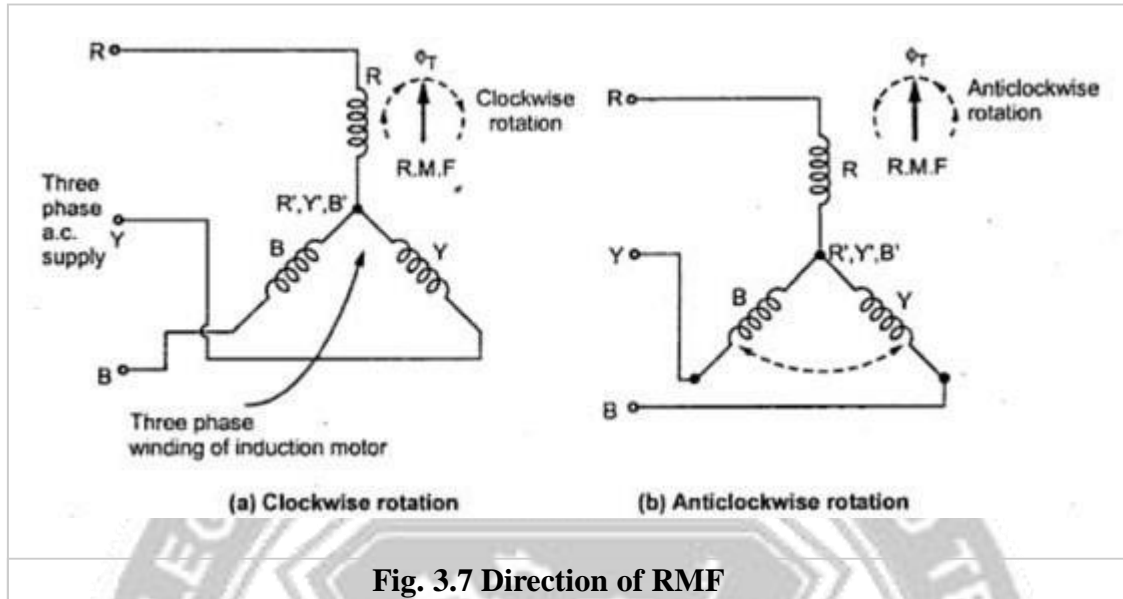 R
R
ΦT
Clockwise
rotation
R.M.F
Three
phase
a.c.
supply
Y
R',Y',B'
B
Y
B
Three phase
winding of induction motor
(a) Clockwise rotation
R
ΦT
Anticlockwise
rotation
R
R.M.F
Y
R',Y',B'
B
Y
B
(b) Anticlockwise rotation
Fig. 3.7 Direction of RMF